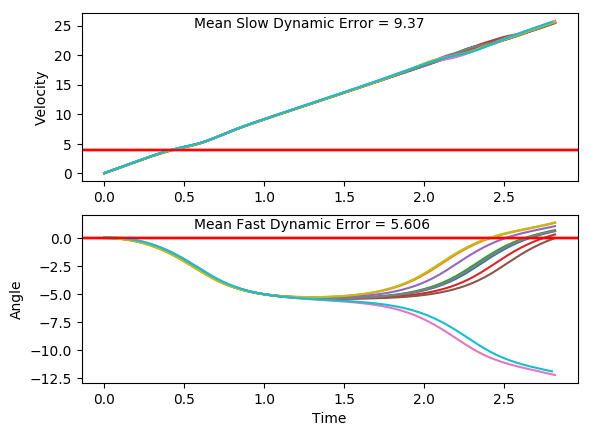 Mean Slow Dynamic Error = 9.37
Velocity
25
20
15
10
5
0
0.0 0.5 1.0 1.5 2.0 2.5
Mean Fast Dynamic Error = 5.606
Angle
0.0
−2.5
−5.0
−7.5
−10.0
−12.5
0.0 0.5 1.0 1.5 2.0 2.5
Time